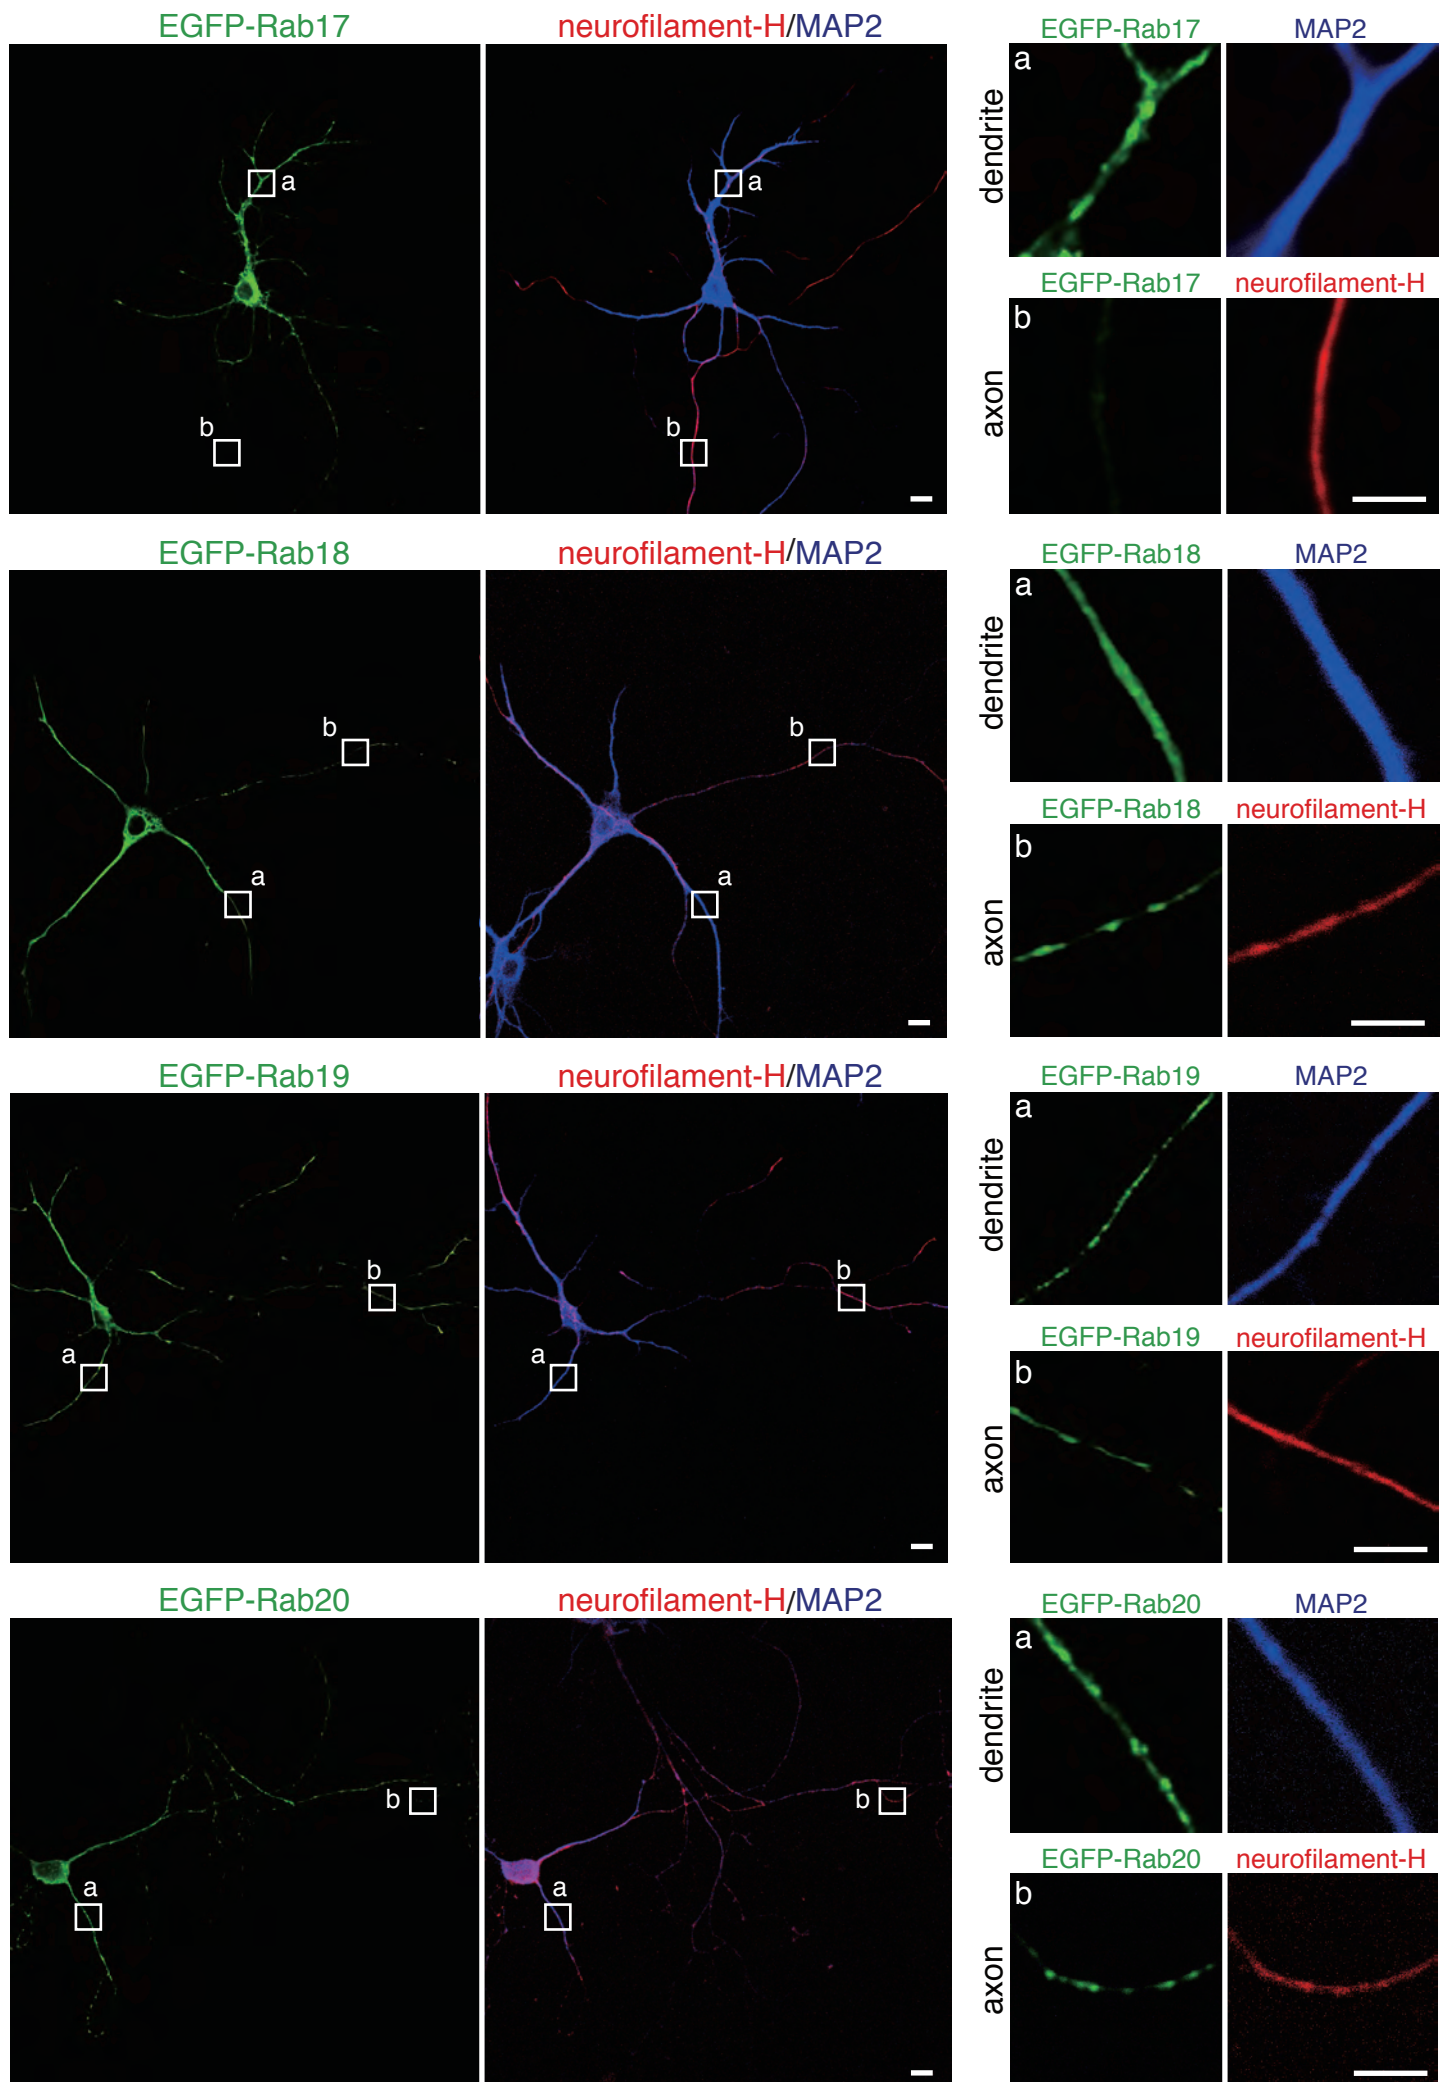 EGFP-Rab17 neurofilament-H/MAP2 EGFP-Rab17 MAP2
a a a dendrite
EGFP-Rab17 neurofilament-H
b b b axon
EGFP-Rab18 neurofilament-H/MAP2 EGFP-Rab18 MAP2
b b a dendrite
EGFP-Rab18 neurofilament-H
a a b axon
EGFP-Rab19 neurofilament-H/MAP2 EGFP-Rab19 MAP2
b b a dendrite
EGFP-Rab19 neurofilament-H
a a b axon
EGFP-Rab20 neurofilament-H/MAP2 EGFP-Rab20 MAP2
b b a dendrite
EGFP-Rab20 neurofilament-H
a a b axon